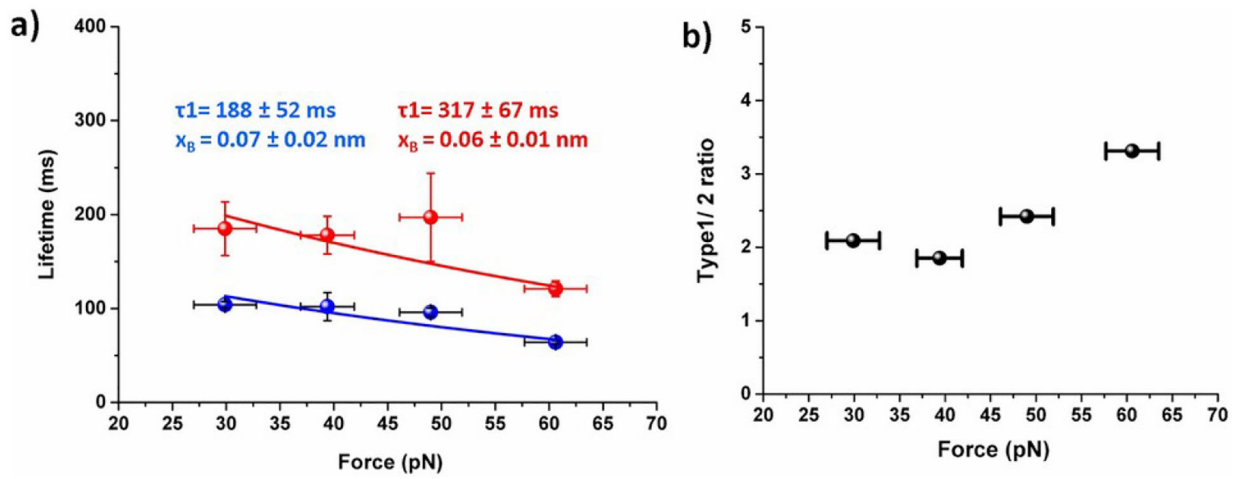 a)
400
300
200
100
0
Lifetime (ms)
τ1= 188 ± 52 ms
x_B = 0.07 ± 0.02 nm
τ1= 317 ± 67 ms
x_B = 0.06 ± 0.01 nm
20 25 30 35 40 45 50 55 60 65 70
Force (pN)
b)
5
4
3
2
1
0
Type1/ 2 ratio
20 25 30 35 40 45 50 55 60 65 70
Force (pN)